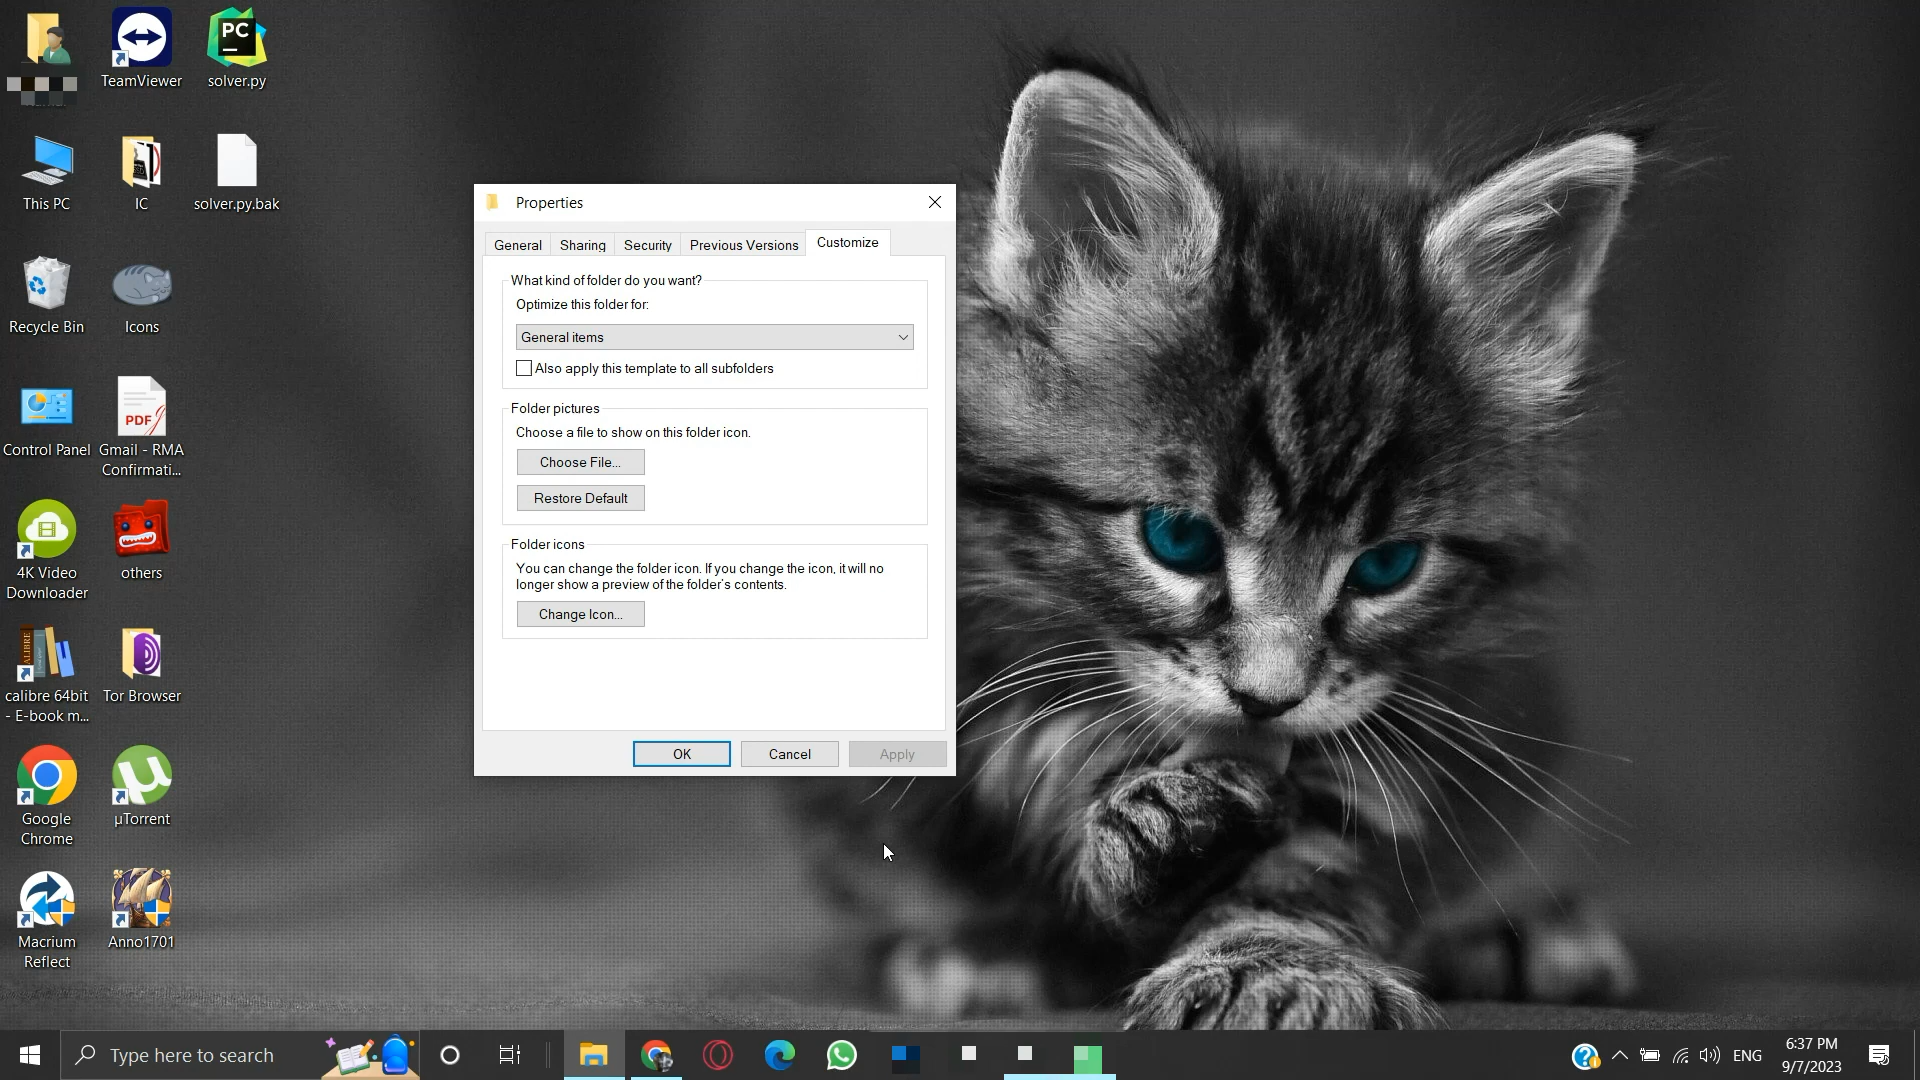 TeamViewer
PC
solver.py
This PC
IC
solver.py.bak
Recycle Bin
Icons
Control Panel
PDF
Gmail - RMA
Confirmati...
4K Video
Downloader
others
CALIBRE
calibre 64bit
- E-book m...
Tor Browser
Google
Chrome
µTorrent
Macrium
Reflect
Anno1701
Properties
General
Sharing
Security
Previous Versions
Customize
What kind of folder do you want?
Optimize this folder for:
General items
Also apply this template to all subfolders
Folder pictures
Choose a file to show on this folder icon.
Choose File...
Restore Default
Folder icons
You can change the folder icon. If you change the icon, it will no
longer show a preview of the folder's contents.
Change Icon...
OK
Cancel
Apply
Type here to search
ENG
6:37 PM
9/7/2023